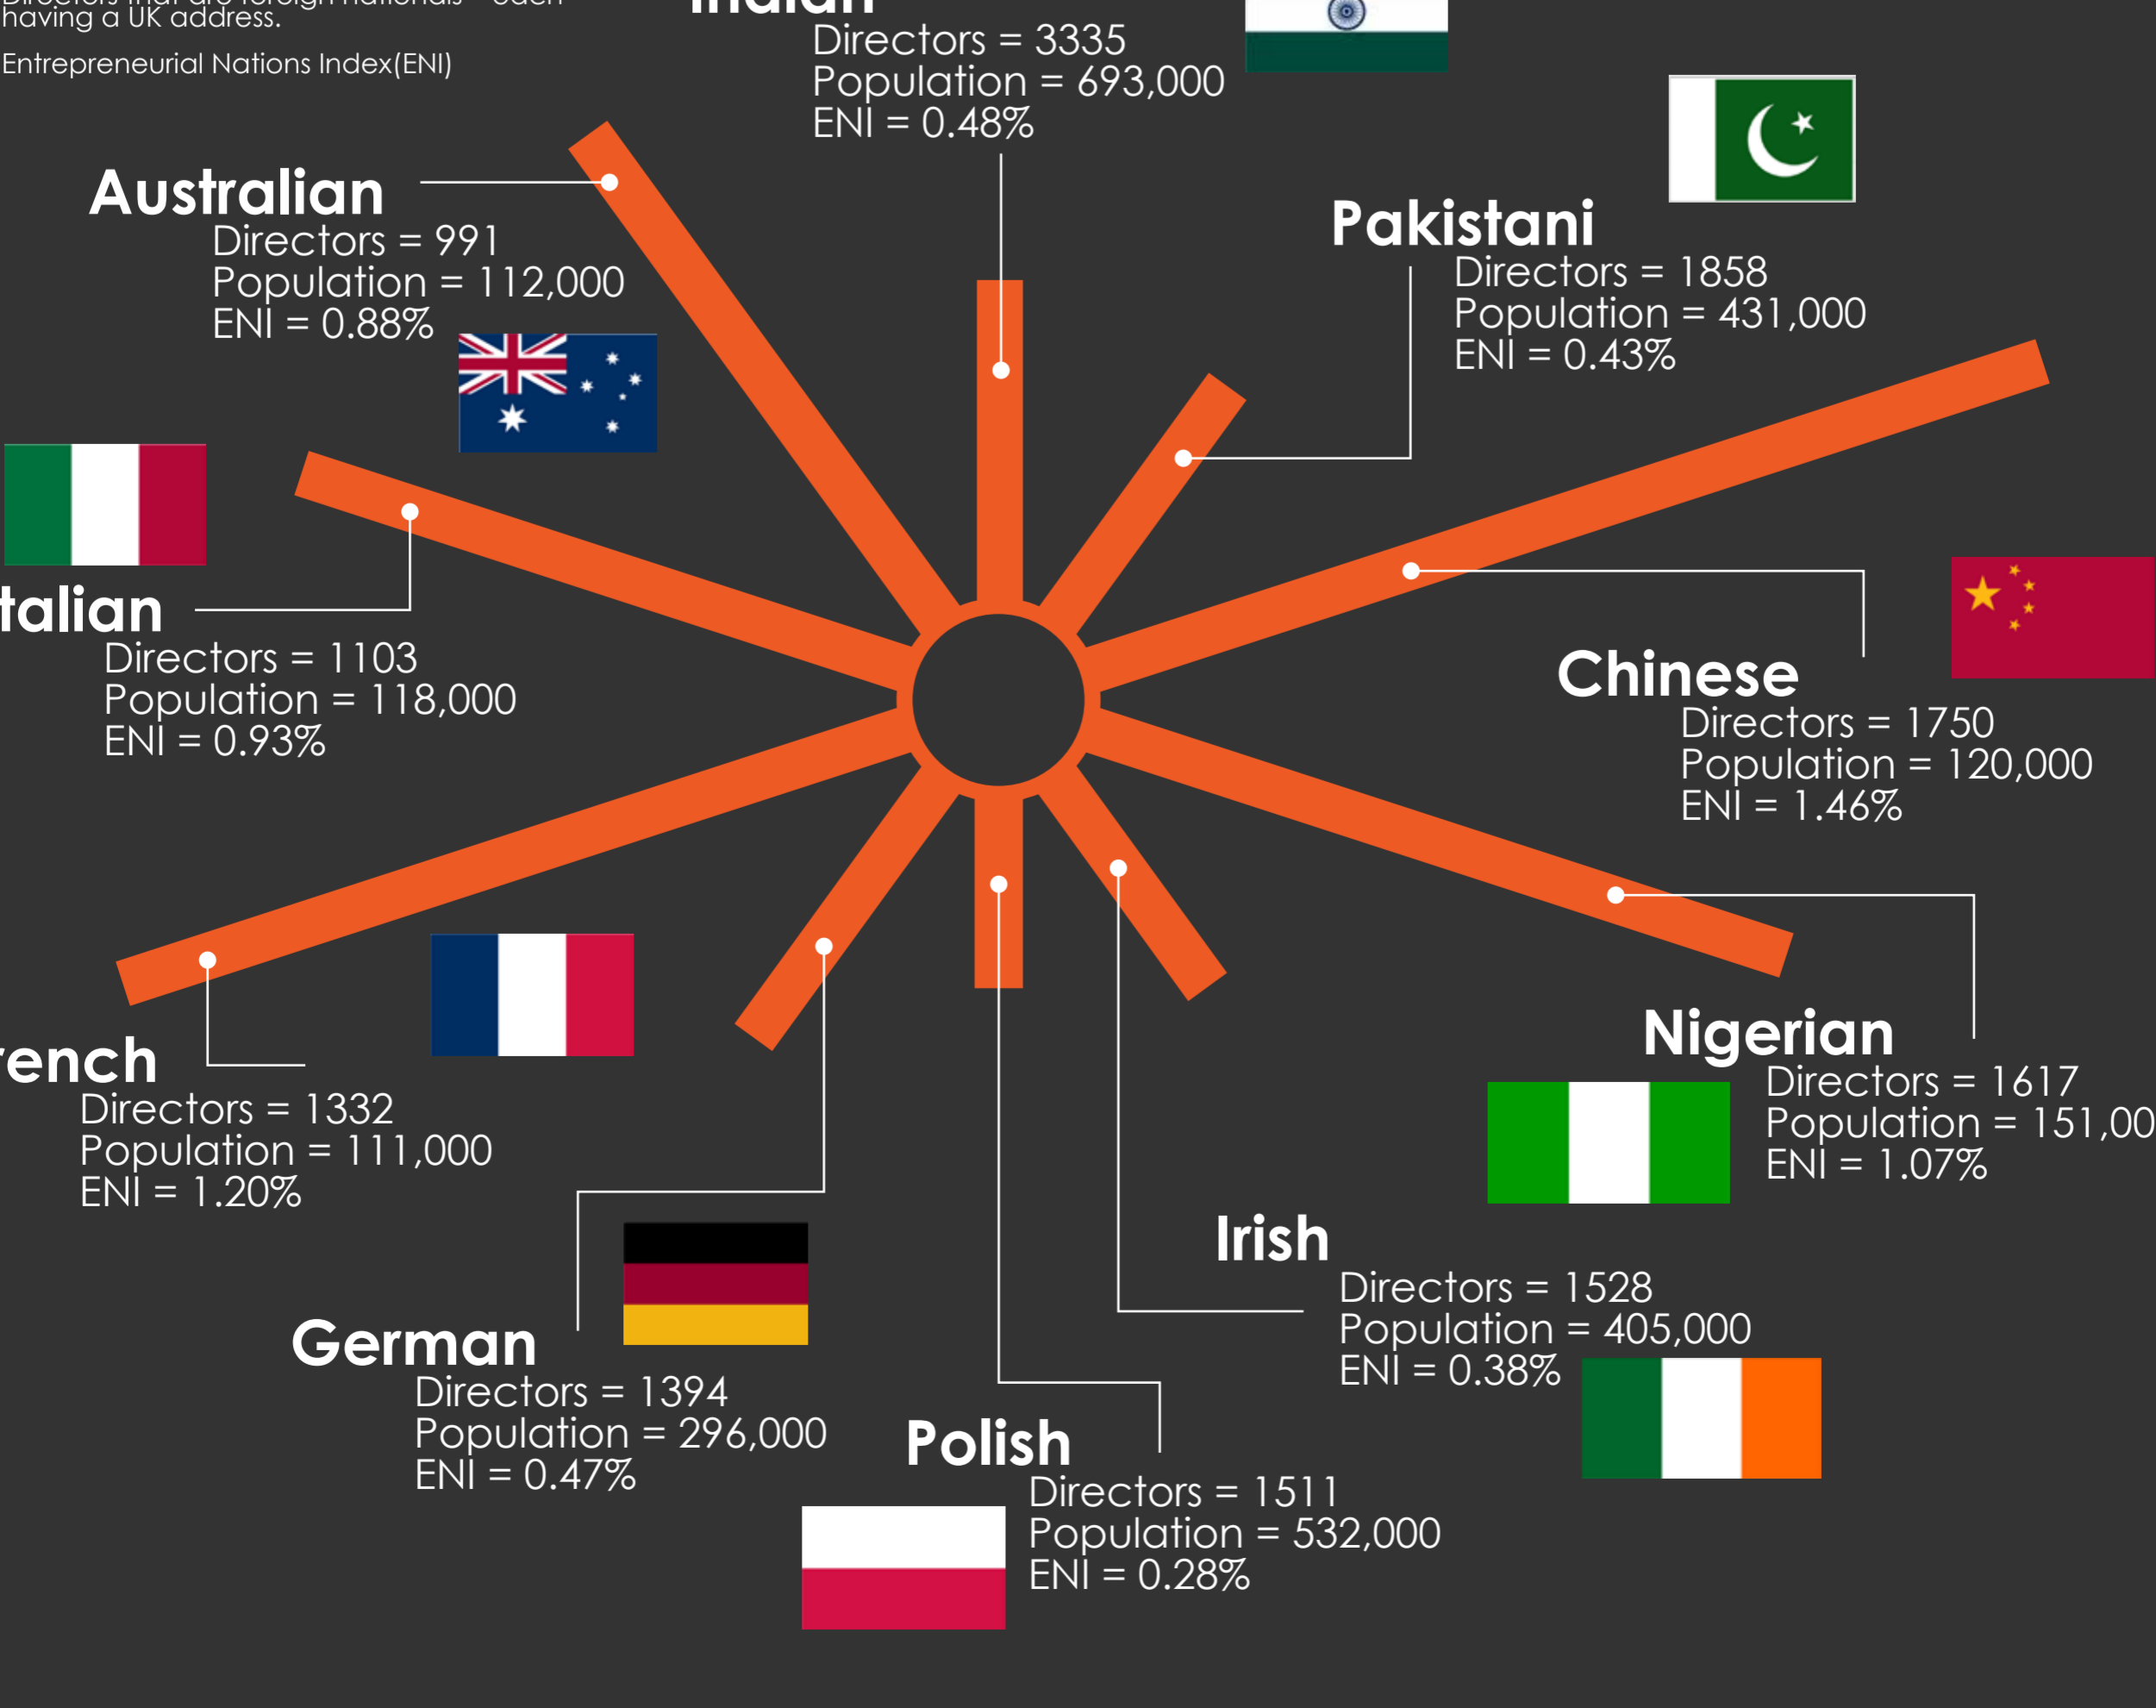 having a UK address.
Entrepreneurial Nations Index(ENI)
Indian
Directors = 3335
Population = 693,000
ENI = 0.48%
Australian
Directors = 991
Population = 112,000
ENI = 0.88%
Pakistani
Directors = 1858
Population = 431,000
ENI = 0.43%
talian
Directors = 1103
Population = 118,000
ENI = 0.93%
Chinese
Directors = 1750
Population = 120,000
ENI = 1.46%
rench
Directors = 1332
Population = 111,000
ENI = 1.20%
Nigerian
Directors = 1617
Population = 151,00
ENI = 1.07%
Irish
Directors = 1528
Population = 405,000
ENI = 0.38%
German
Directors = 1394
Population = 296,000
ENI = 0.47%
Polish
Directors = 1511
Population = 532,000
ENI = 0.28%